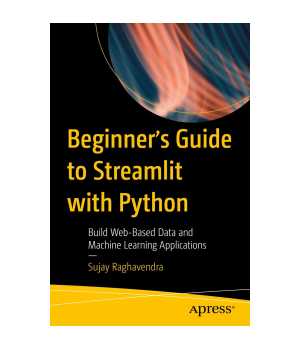 Beginner's Guide
to Streamlit
with Python
Build Web-Based Data and
Machine Learning Applications
—
Sujay Raghavendra
Apress®